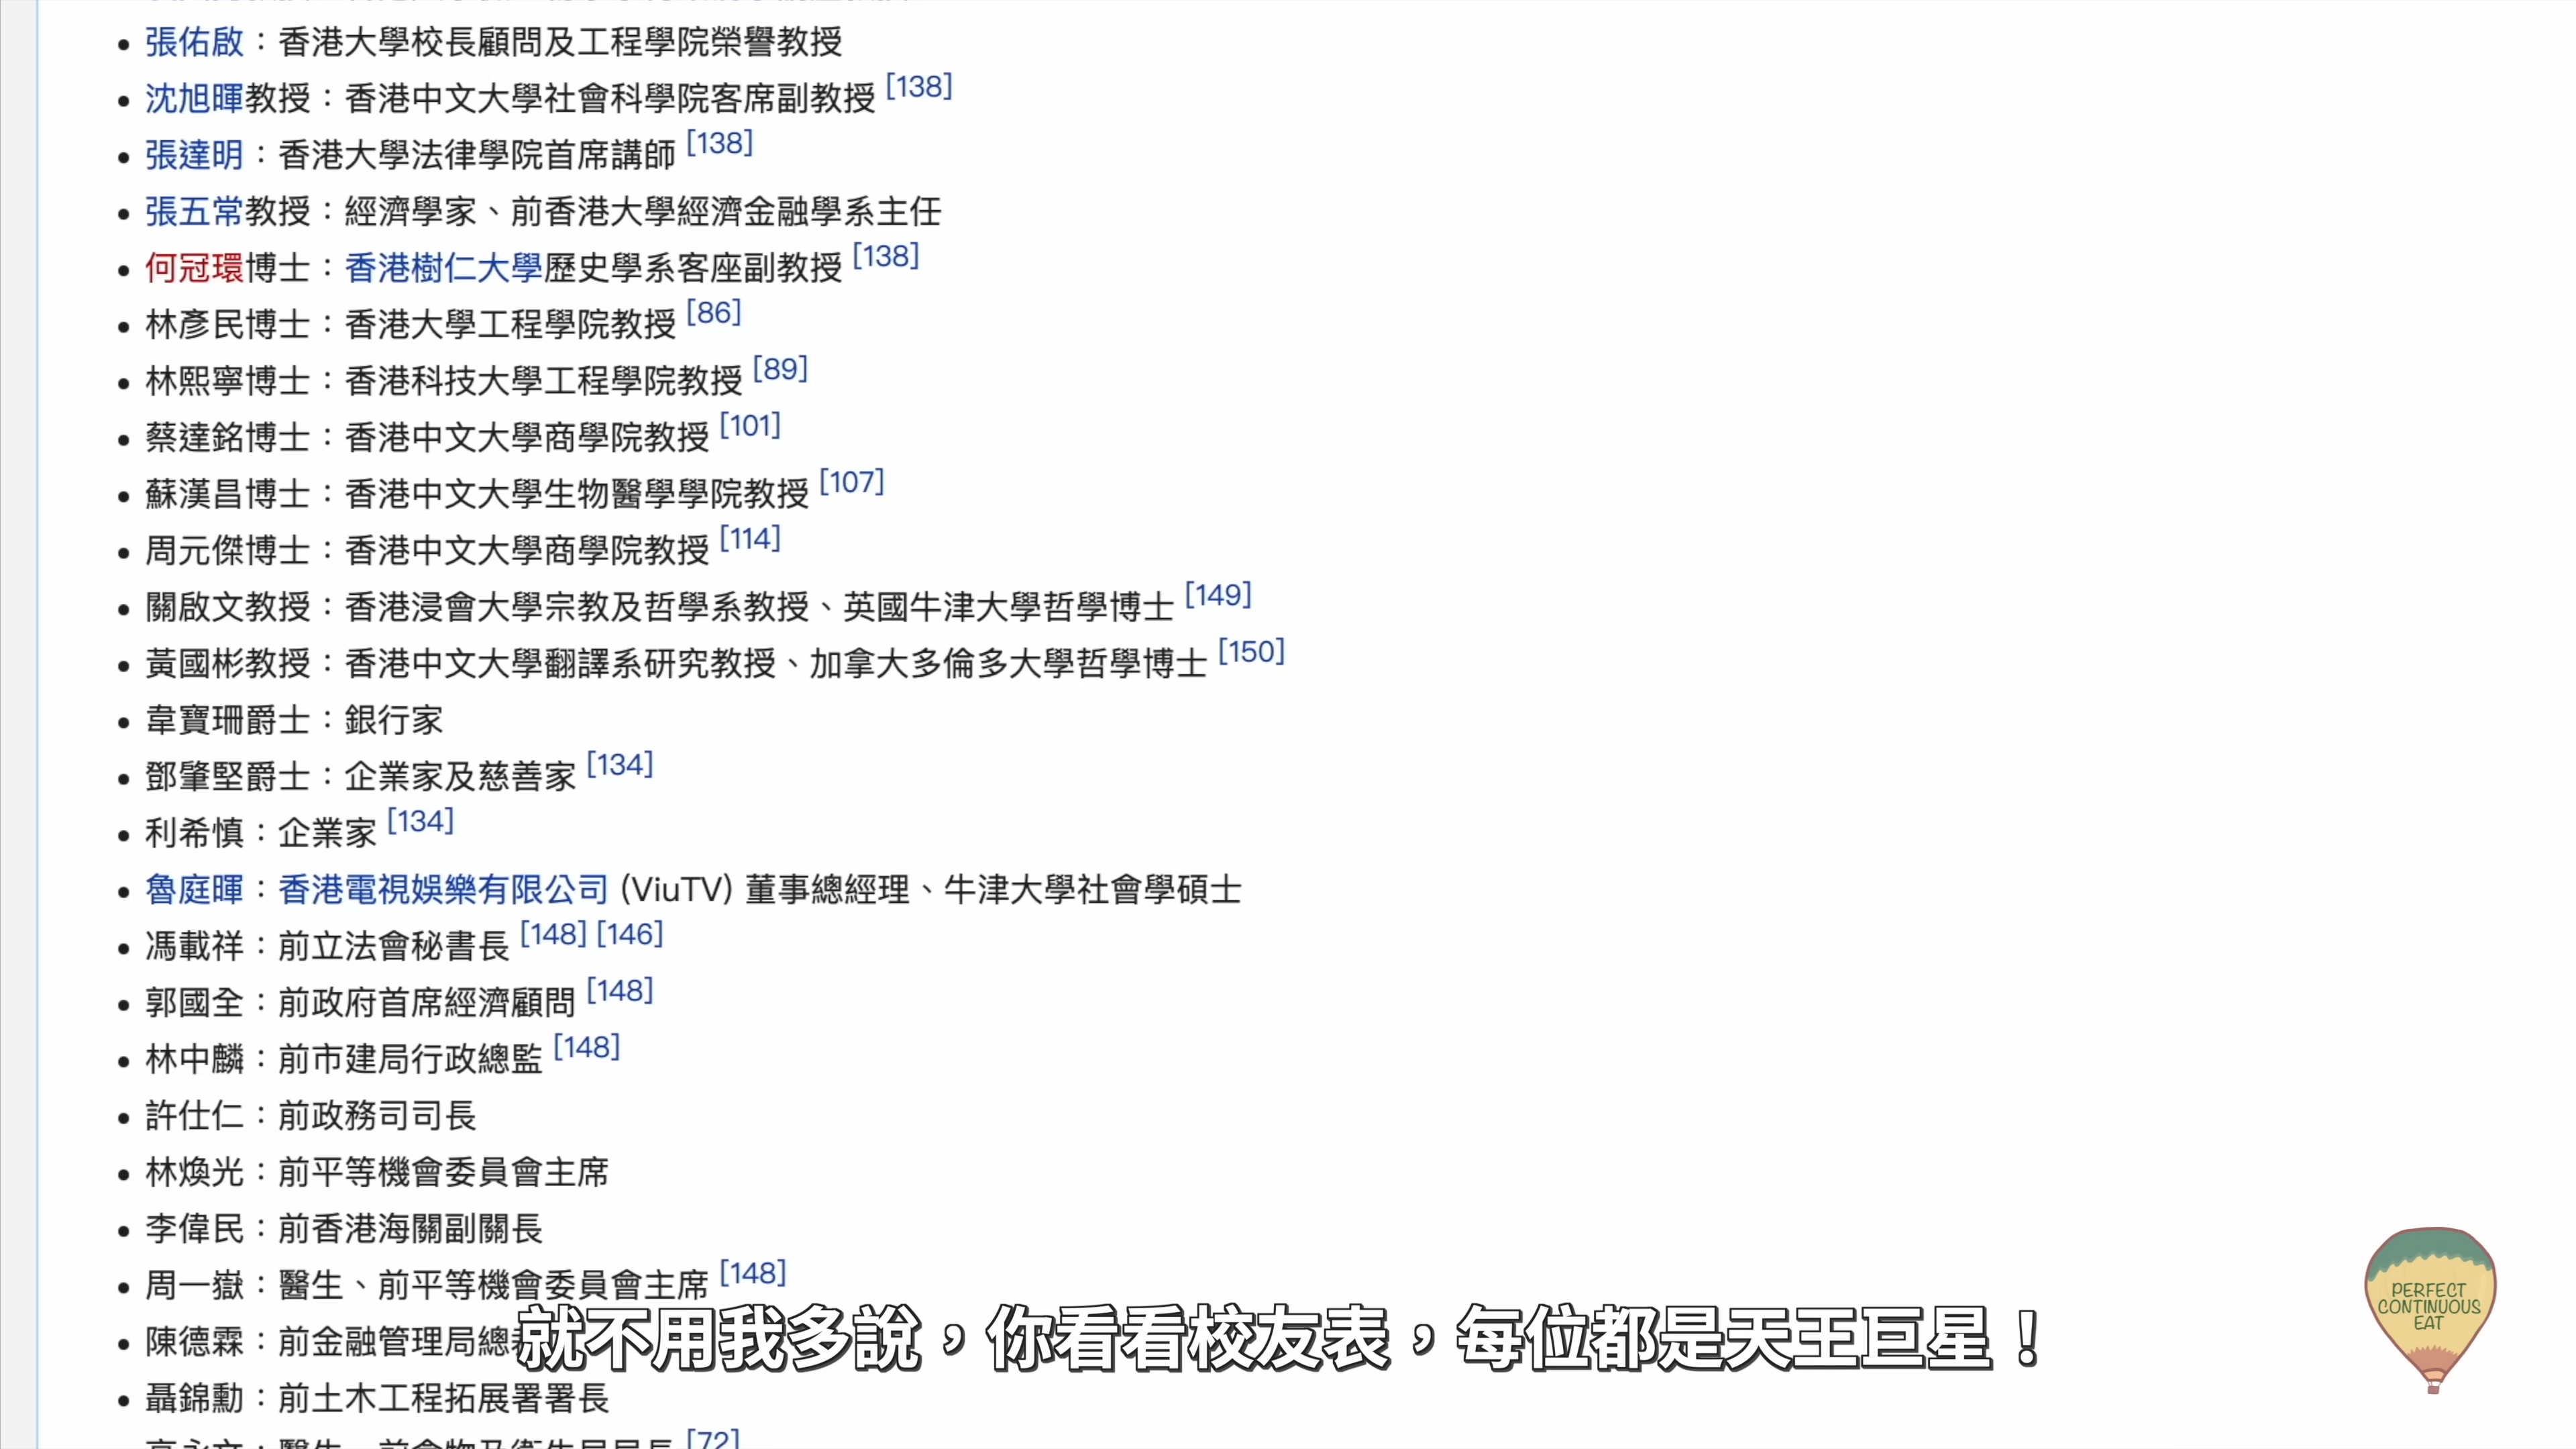 • 張佑啟：香港大學校長顧問及工程學院榮譽教授
• 沈旭暉教授：香港中文大學社會科學院客席副教授 [138]
• 張達明：香港大學法律學院首席講師 [138]
• 張五常教授：經濟學家、前香港大學經濟金融學系主任
• 何冠環博士：香港樹仁大學歷史學系客座副教授 [138]
• 林彥民博士：香港大學工程學院教授 [86]
• 林熙寧博士：香港科技大學工程學院教授 [89]
• 蔡達銘博士：香港中文大學商學院教授 [101]
• 蘇漢昌博士：香港中文大學生物醫學學院教授 [107]
• 周元傑博士：香港中文大學商學院教授 [114]
• 關啟文教授：香港浸會大學宗教及哲學系教授、英國牛津大學哲學博士 [149]
• 黃國彬教授：香港中文大學翻譯系研究教授、加拿大多倫多大學哲學博士 [150]
• 韋寶珊爵士：銀行家
• 鄧肇堅爵士：企業家及慈善家 [134]
• 利希慎：企業家 [134]
• 魯庭暉：香港電視娛樂有限公司 (ViuTV) 董事總經理、牛津大學社會學碩士
• 馮載祥：前立法會秘書長 [148] [146]
• 郭國全：前政府首席經濟顧問 [148]
• 林中麟：前市建局行政總監 [148]
• 許仕仁：前政務司司長
• 林煥光：前平等機會委員會主席
• 李偉民：前香港海關副關長
• 周一嶽：醫生、前平等機會委員會主席 [148]
• 陳德霖：前金融管理局總
就不用我多說，你看看校友表，每位都是天王巨星！
• 聶錦勳：前土木工程拓展署署長
[72]
PERFECT
CONTINUOUS
EAT